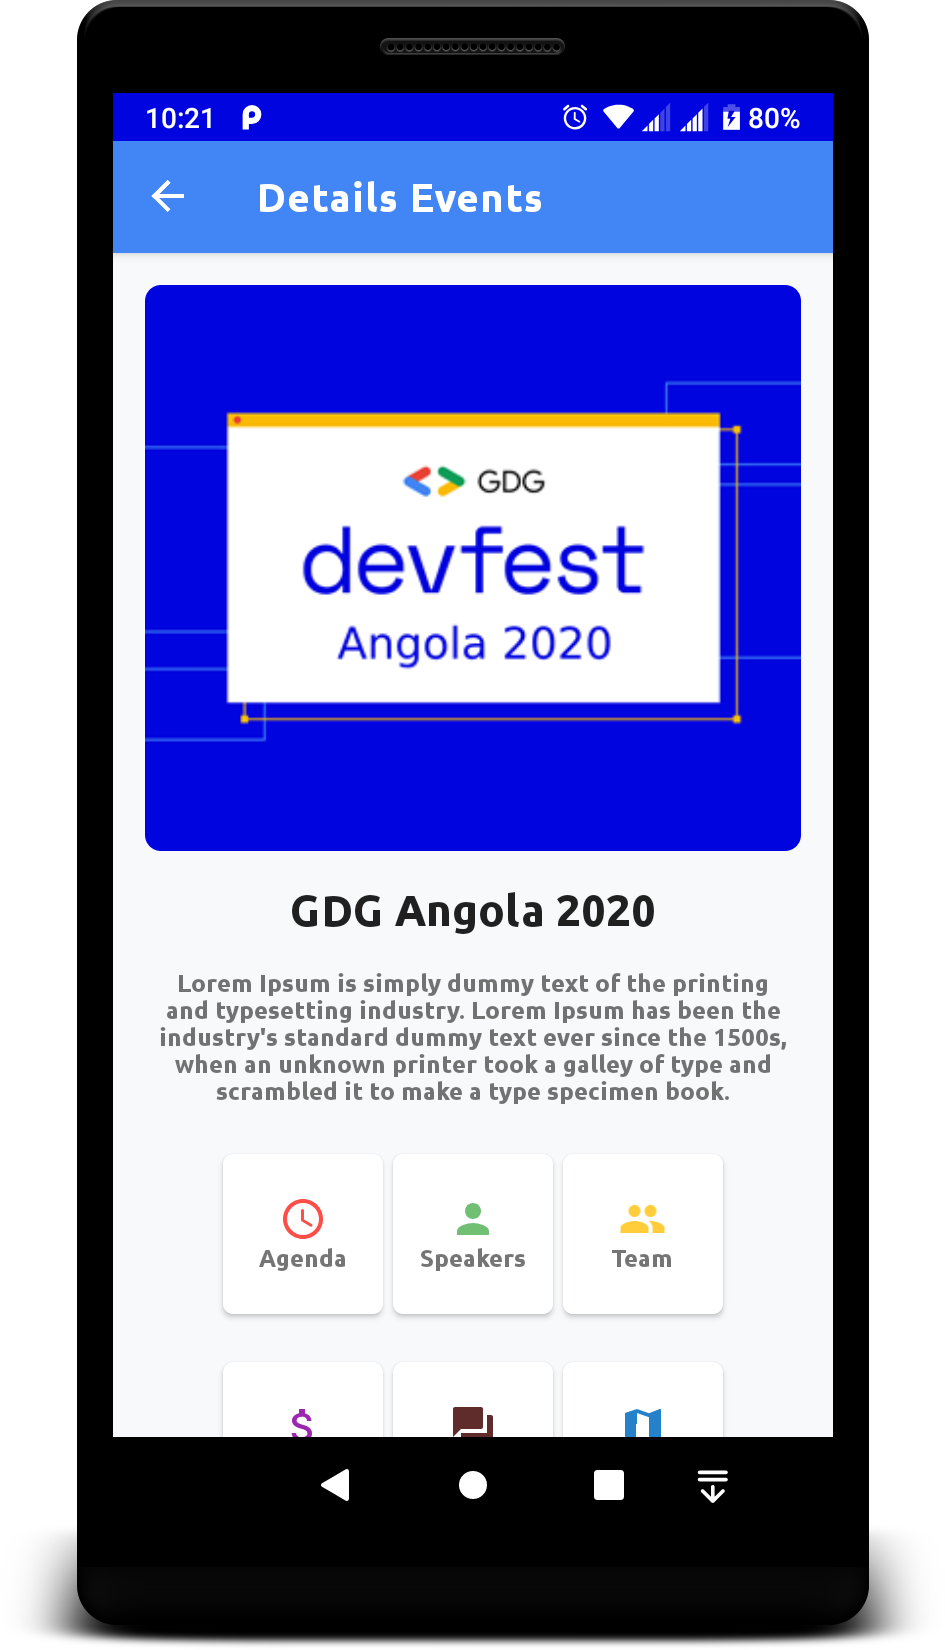 10:21 80%
Details Events
GDG
devfest
Angola 2020
GDG Angola 2020
Lorem Ipsum is simply dummy text of the printing
and typesetting industry. Lorem Ipsum has been the
industry's standard dummy text ever since the 1500s,
when an unknown printer took a galley of type and
scrambled it to make a type specimen book.
Agenda Speakers Team